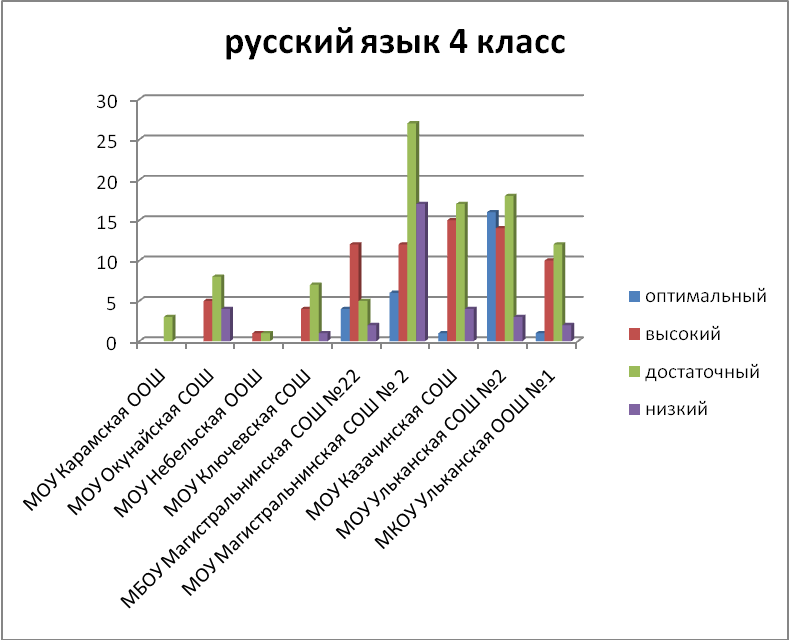 русский язык 4 класс
30
25
20
15
10
5
0
МОУ Карамская ООШ
МОУ Окунайская СОШ
МОУ Небельская ООШ
МОУ Ключевская СОШ
МБОУ Магистральнинская СОШ №22
МОУ Магистральнинская СОШ № 2
МОУ Казачинская СОШ
МОУ Ульканская СОШ №2
МКОУ Ульканская ООШ №1
оптимальный
высокий
достаточный
низкий